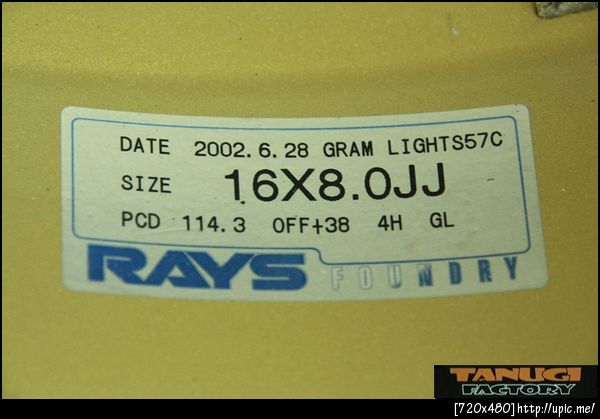 DATE 2002.6.28 GRAM LIGHTS57C
SIZE 16X8.0JJ
PCD 114.3 OFF+38 4H GL
RAYS FOUNDRY
TANUGI
FACTORY
[720x480]http://upic.me/